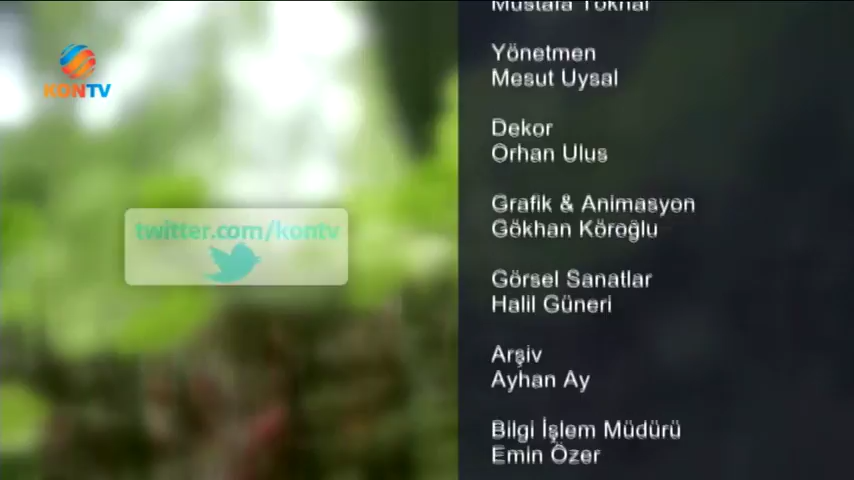 KONTV
twitter.com/kontv
Mustafa
Yönetmen
Mesut Uysal
Dekor
Orhan Ulus
Grafik & Animasyon
Gökhan Köroğlu
Görsel Sanatlar
Halil Güneri
Arşiv
Ayhan Ay
Bilgi İşlem Müdürü
Emin Özer